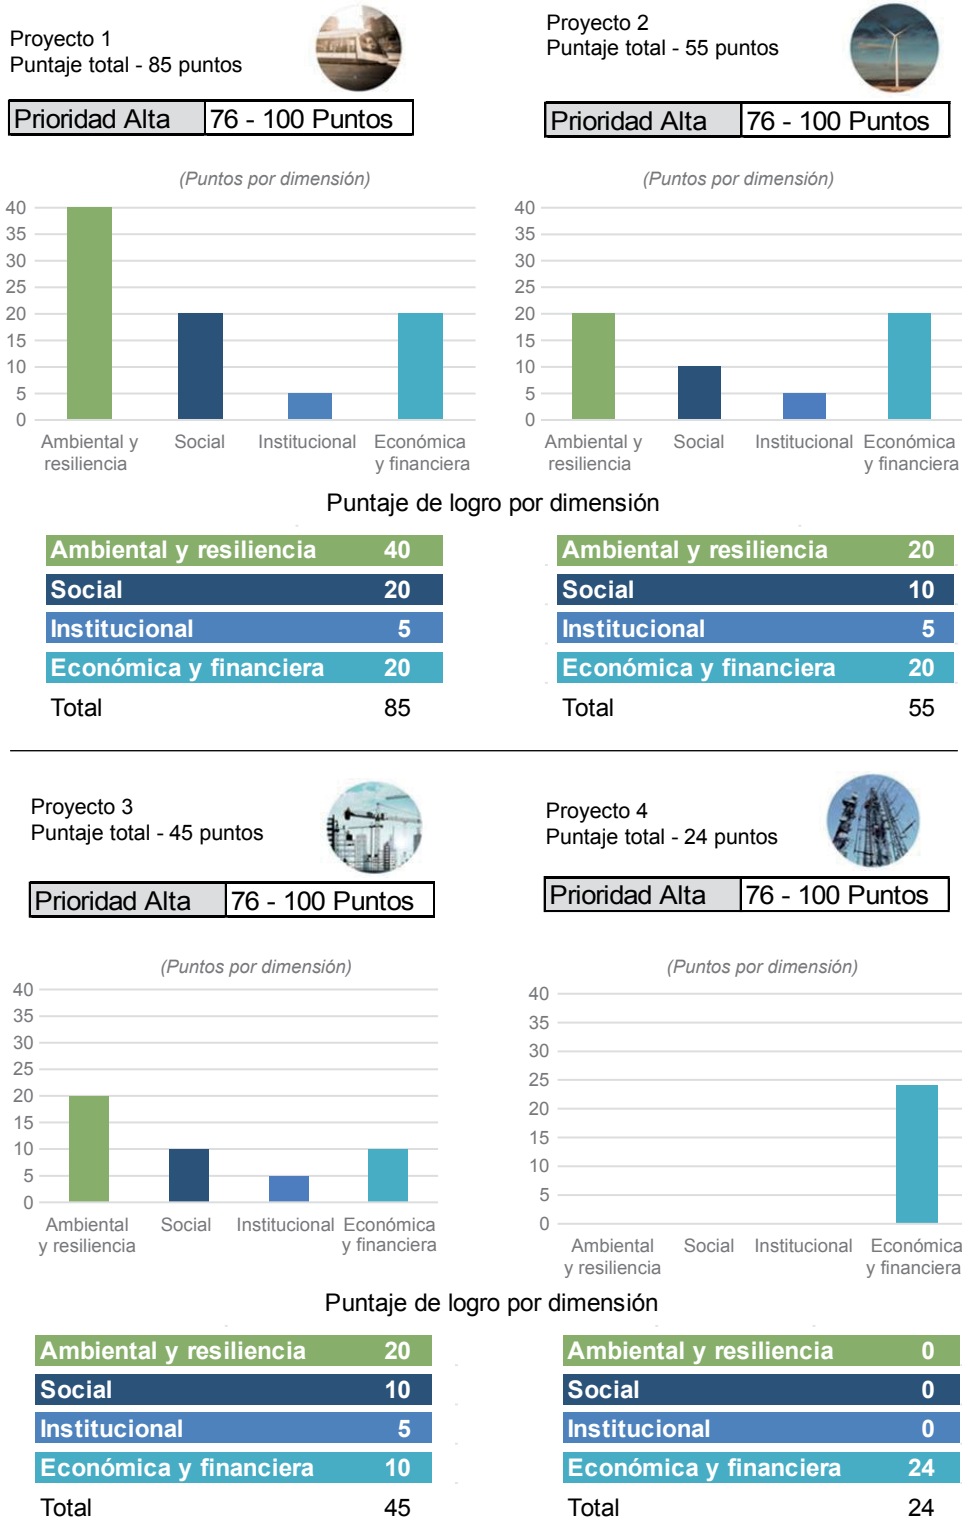 Proyecto 1
Puntaje total - 85 puntos
Prioridad Alta 76 - 100 Puntos
(Puntos por dimensión)
40
35
30
25
20
15
10
5
0
Ambiental y
resiliencia
Social
Institucional
Económica
y financiera
Proyecto 2
Puntaje total - 55 puntos
Prioridad Alta 76 - 100 Puntos
(Puntos por dimensión)
40
35
30
25
20
15
10
5
0
Ambiental y
resiliencia
Social
Institucional
Económica
y financiera
Puntaje de logro por dimensión
Ambiental y resiliencia 40
Social 20
Institucional 5
Económica y financiera 20
Total 85
Ambiental y resiliencia 20
Social 10
Institucional 5
Económica y financiera 20
Total 55
Proyecto 3
Puntaje total - 45 puntos
Prioridad Alta 76 - 100 Puntos
(Puntos por dimensión)
40
35
30
25
20
15
10
5
0
Ambiental
y resiliencia
Social
Institucional
Económica
y financiera
Proyecto 4
Puntaje total - 24 puntos
Prioridad Alta 76 - 100 Puntos
(Puntos por dimensión)
40
35
30
25
20
15
10
5
0
Ambiental
y resiliencia
Social
Institucional
Económica
y financiera
Puntaje de logro por dimensión
Ambiental y resiliencia 20
Social 10
Institucional 5
Económica y financiera 10
Total 45
Ambiental y resiliencia 0
Social 0
Institucional 0
Económica y financiera 24
Total 24